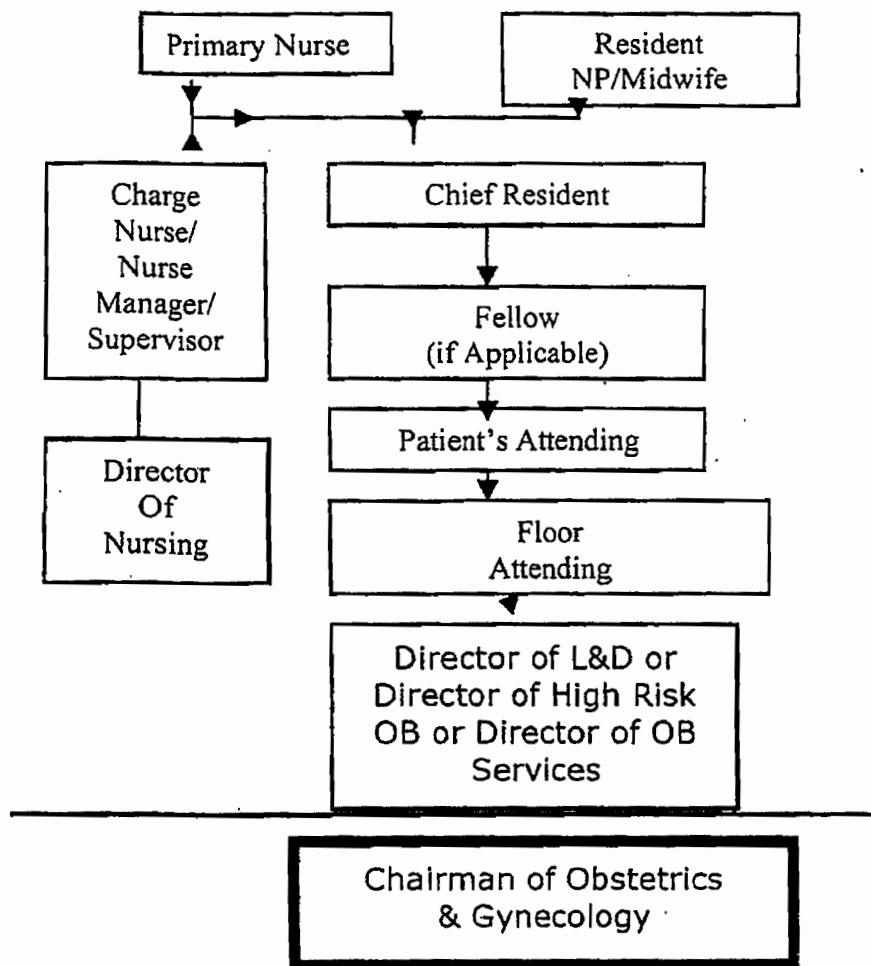 Primary Nurse
Resident
NP/Midwife
Charge
Nurse/
Nurse
Manager/
Supervisor
Chief Resident
Fellow
(if Applicable)
Patient's Attending
Director
Of
Nursing
Floor
Attending
Director of L&D or
Director of High Risk
OB or Director of OB
Services
Chairman of Obstetrics
& Gynecology